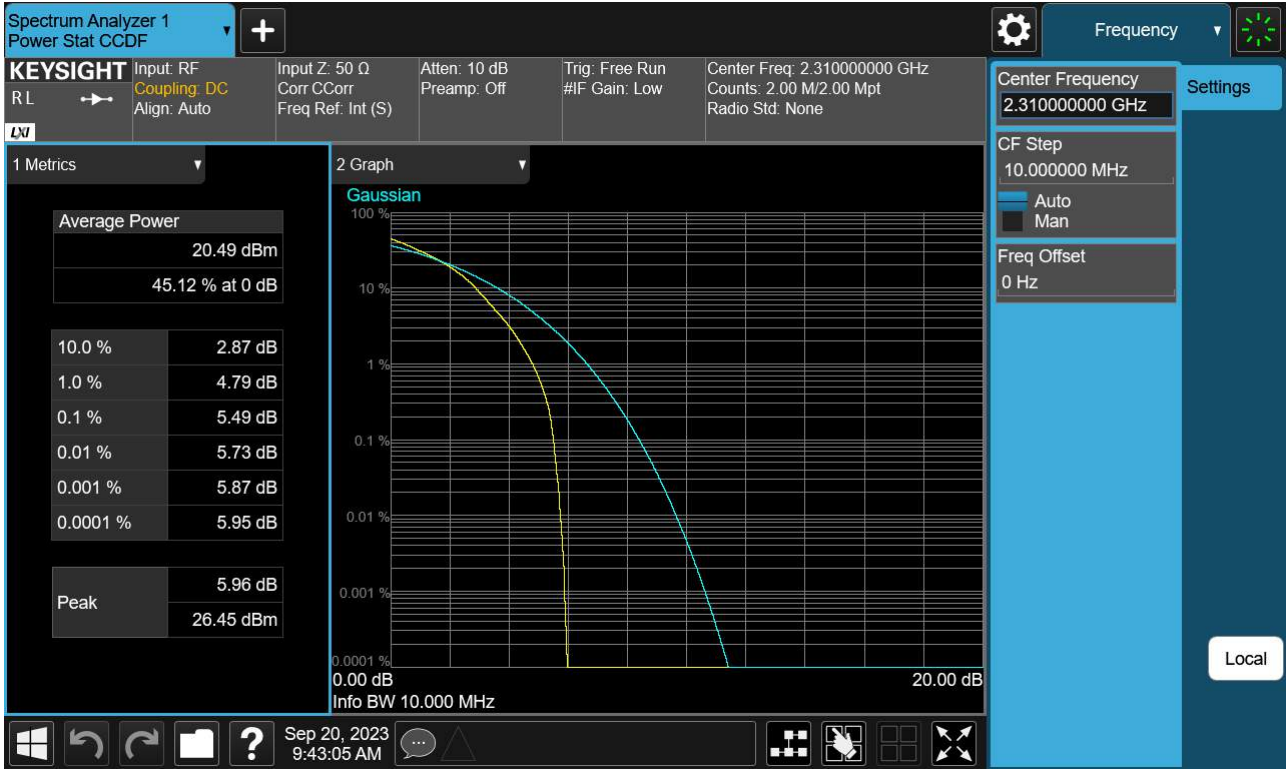 Spectrum Analyzer 1
Power Stat CCDF
Frequency
KEYSIGHT
R L
LXI
Input: RF
Coupling: DC
Align: Auto
Input Z: 50 Ω
Corr CCorr
Freq Ref: Int (S)
Atten: 10 dB
Preamp: Off
Trig: Free Run
#IF Gain: Low
Center Freq: 2.310000000 GHz
Counts: 2.00 M/2.00 Mpt
Radio Std: None
Center Frequency
2.310000000 GHz
Settings
CF Step
10.000000 MHz
Auto
Man
Freq Offset
0 Hz
Local
1 Metrics
Average Power
20.49 dBm
45.12 % at 0 dB
10.0 % 2.87 dB
1.0 % 4.79 dB
0.1 % 5.49 dB
0.01 % 5.73 dB
0.001 % 5.87 dB
0.0001 % 5.95 dB
Peak
5.96 dB
26.45 dBm
2 Graph
Gaussian
100 %
10 %
1 %
0.1 %
0.01 %
0.001 %
0.0001 %
0.00 dB 20.00 dB
Info BW 10.000 MHz
?
Sep 20, 2023
9:43:05 AM